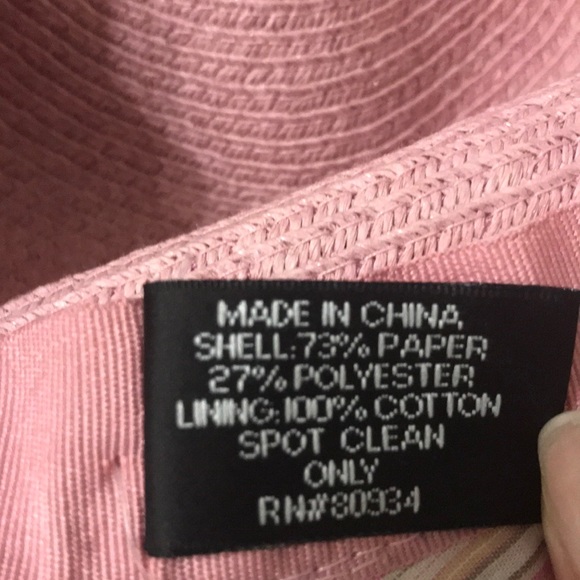 MADE IN CHINA
SHELL:73% PAPER
27% POLYESTER
LINING:100% COTTON
SPOT CLEAN
ONLY
RN#80934